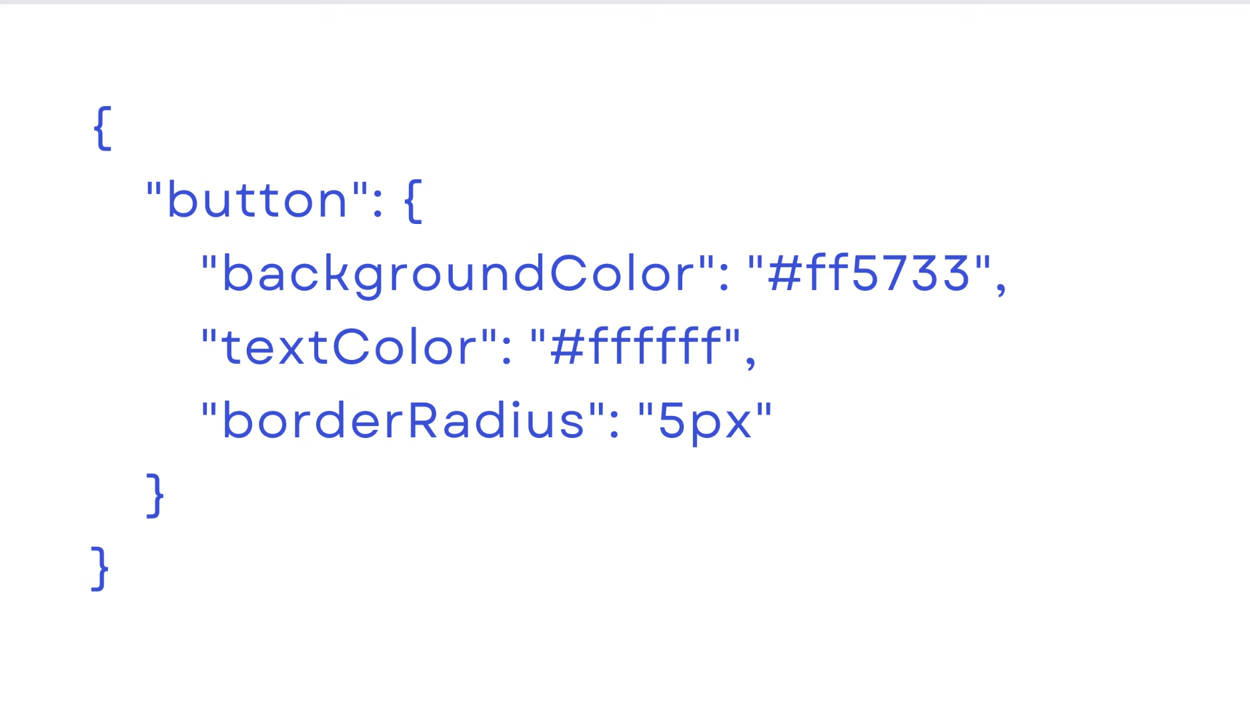 {
"button": {
"backgroundColor": "#ff5733",
"textColor": "#ffffff",
"borderRadius": "5px"
}
}